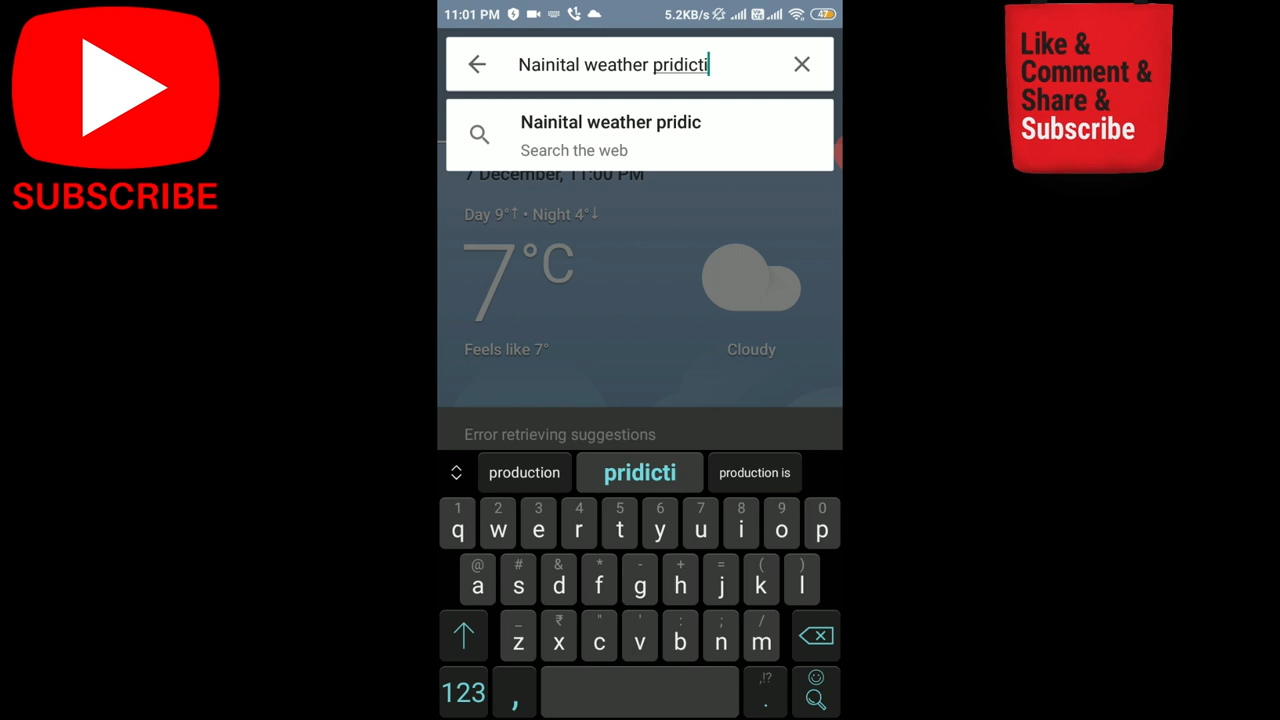 SUBSCRIBE
11:01 PM 5.2KB/s 47
Nainital weather pridicti
Nainital weather pridic
Search the web
7 December, 11:00 PM
Day 9°↑ • Night 4°↓
7°C
Feels like 7°
Cloudy
Error retrieving suggestions
production pridicti production is
1 2 3 4 5 6 7 8 9 0
q w e r t y u i o p
@ # & * - + = ( )
a s d f g h j k l
_ ₹ " ' : ; /
z x c v b n m
,!?
123 , .
Like &
Comment &
Share &
Subscribe